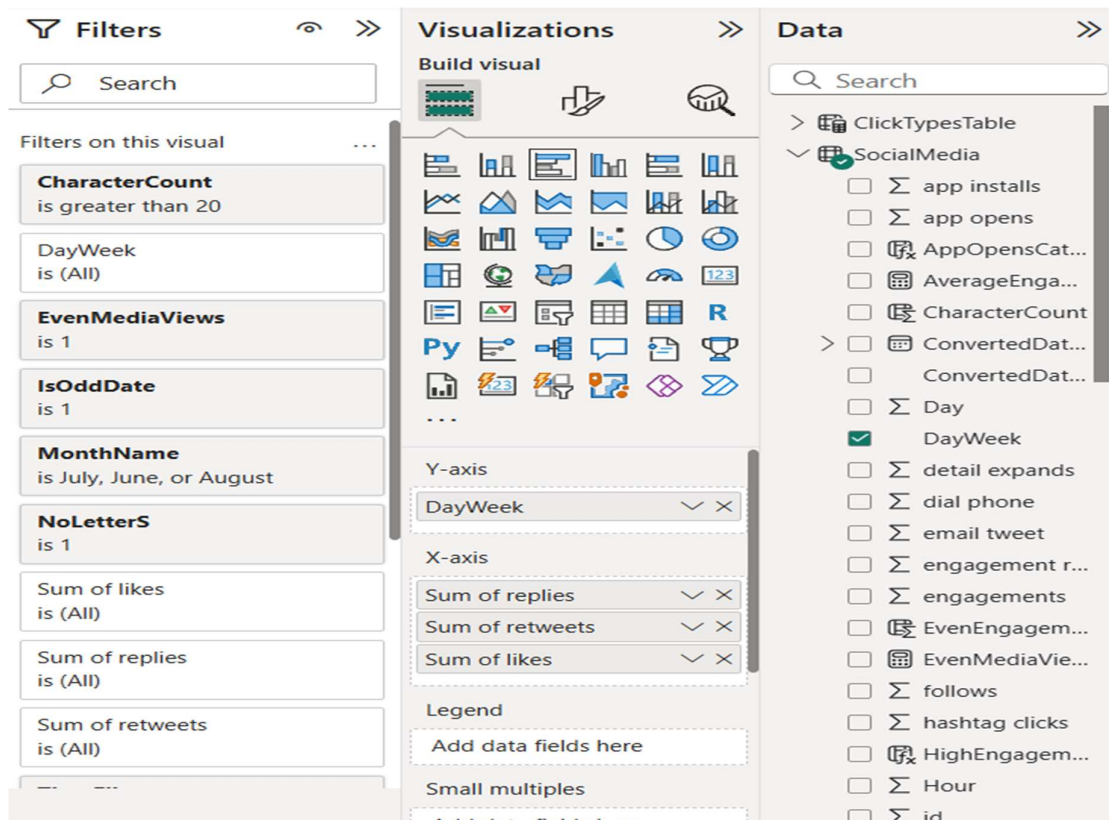 Filters
Search
Filters on this visual
...
CharacterCount
is greater than 20
DayWeek
is (All)
EvenMediaViews
is 1
IsOddDate
is 1
MonthName
is July, June, or August
NoLetterS
is 1
Sum of likes
is (All)
Sum of replies
is (All)
Sum of retweets
is (All)
Visualizations
Build visual
123
R
Py
123
...
Y-axis
DayWeek
X-axis
Sum of replies
Sum of retweets
Sum of likes
Legend
Add data fields here
Small multiples
Data
Search
ClickTypesTable
SocialMedia
app installs
app opens
AppOpensCat...
AverageEnga...
CharacterCount
ConvertedDat...
ConvertedDat...
Day
DayWeek
detail expands
dial phone
email tweet
engagement r...
engagements
EvenEngagem...
EvenMediaVie...
follows
hashtag clicks
HighEngagem...
Hour
id